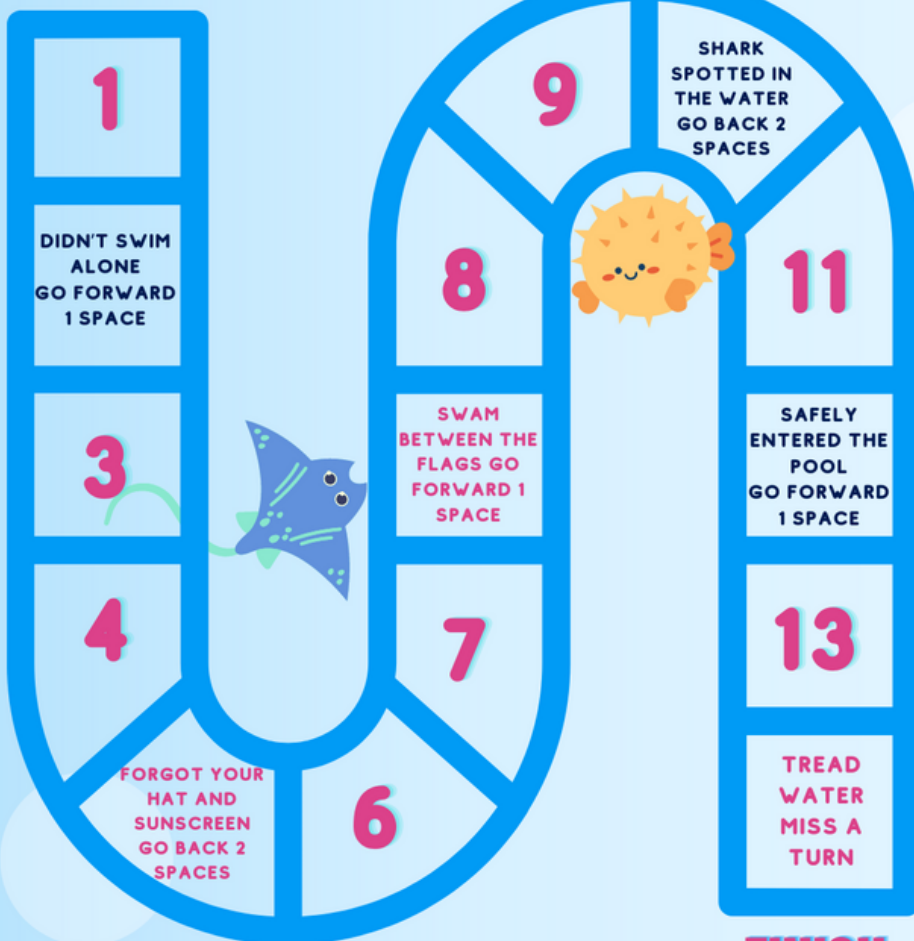 1
DIDN'T SWIM
ALONE
GO FORWARD
1 SPACE
3
4
FORGOT YOUR
HAT AND
SUNSCREEN
GO BACK 2
SPACES
6
7
SWAM
BETWEEN THE
FLAGS GO
FORWARD 1
SPACE
8
9
SHARK
SPOTTED IN
THE WATER
GO BACK 2
SPACES
11
SAFELY
ENTERED THE
POOL
GO FORWARD
1 SPACE
13
TREAD
WATER
MISS A
TURN